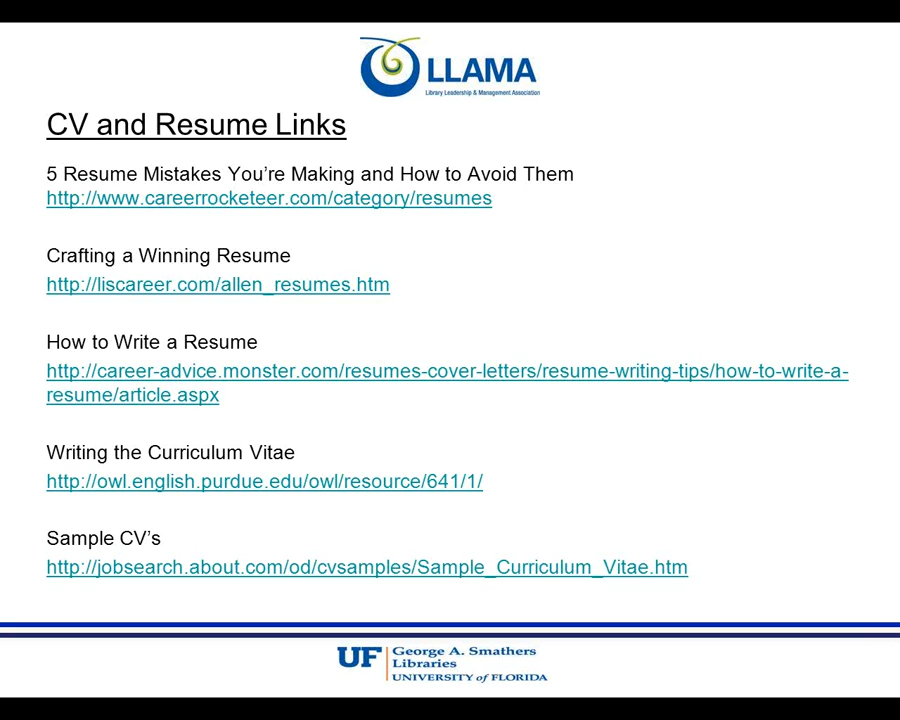 LLAMA
Library Leadership & Management Association
CV and Resume Links
5 Resume Mistakes You’re Making and How to Avoid Them
http://www.careerrocketeer.com/category/resumes
Crafting a Winning Resume
http://liscareer.com/allen_resumes.htm
How to Write a Resume
http://career-advice.monster.com/resumes-cover-letters/resume-writing-tips/how-to-write-a-
resume/article.aspx
Writing the Curriculum Vitae
http://owl.english.purdue.edu/owl/resource/641/1/
Sample CV’s
http://jobsearch.about.com/od/cvsamples/Sample_Curriculum_Vitae.htm
UF
George A. Smathers
Libraries
UNIVERSITY of FLORIDA